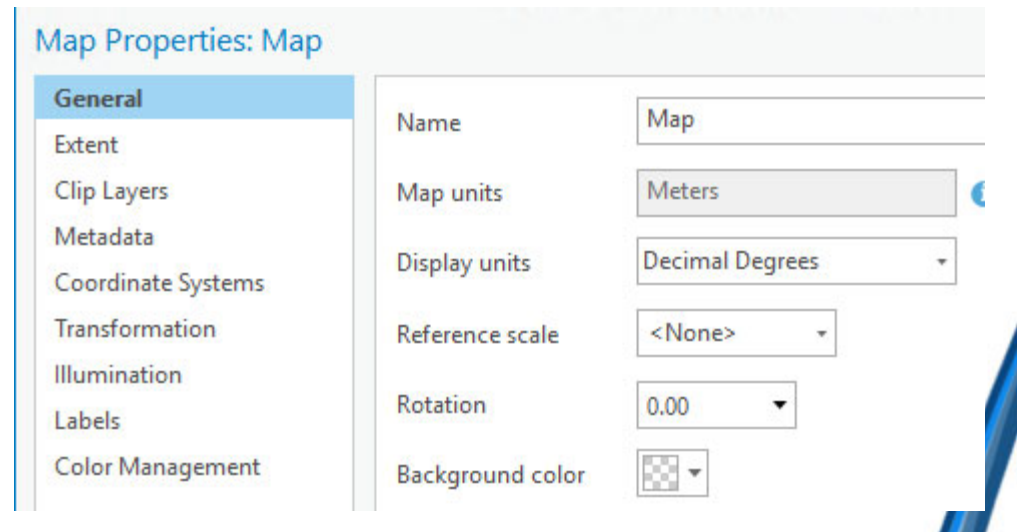 Map Properties: Map
General
Extent
Clip Layers
Metadata
Coordinate Systems
Transformation
Illumination
Labels
Color Management
Name Map
Map units Meters
Display units Decimal Degrees
Reference scale <None>
Rotation 0.00
Background color